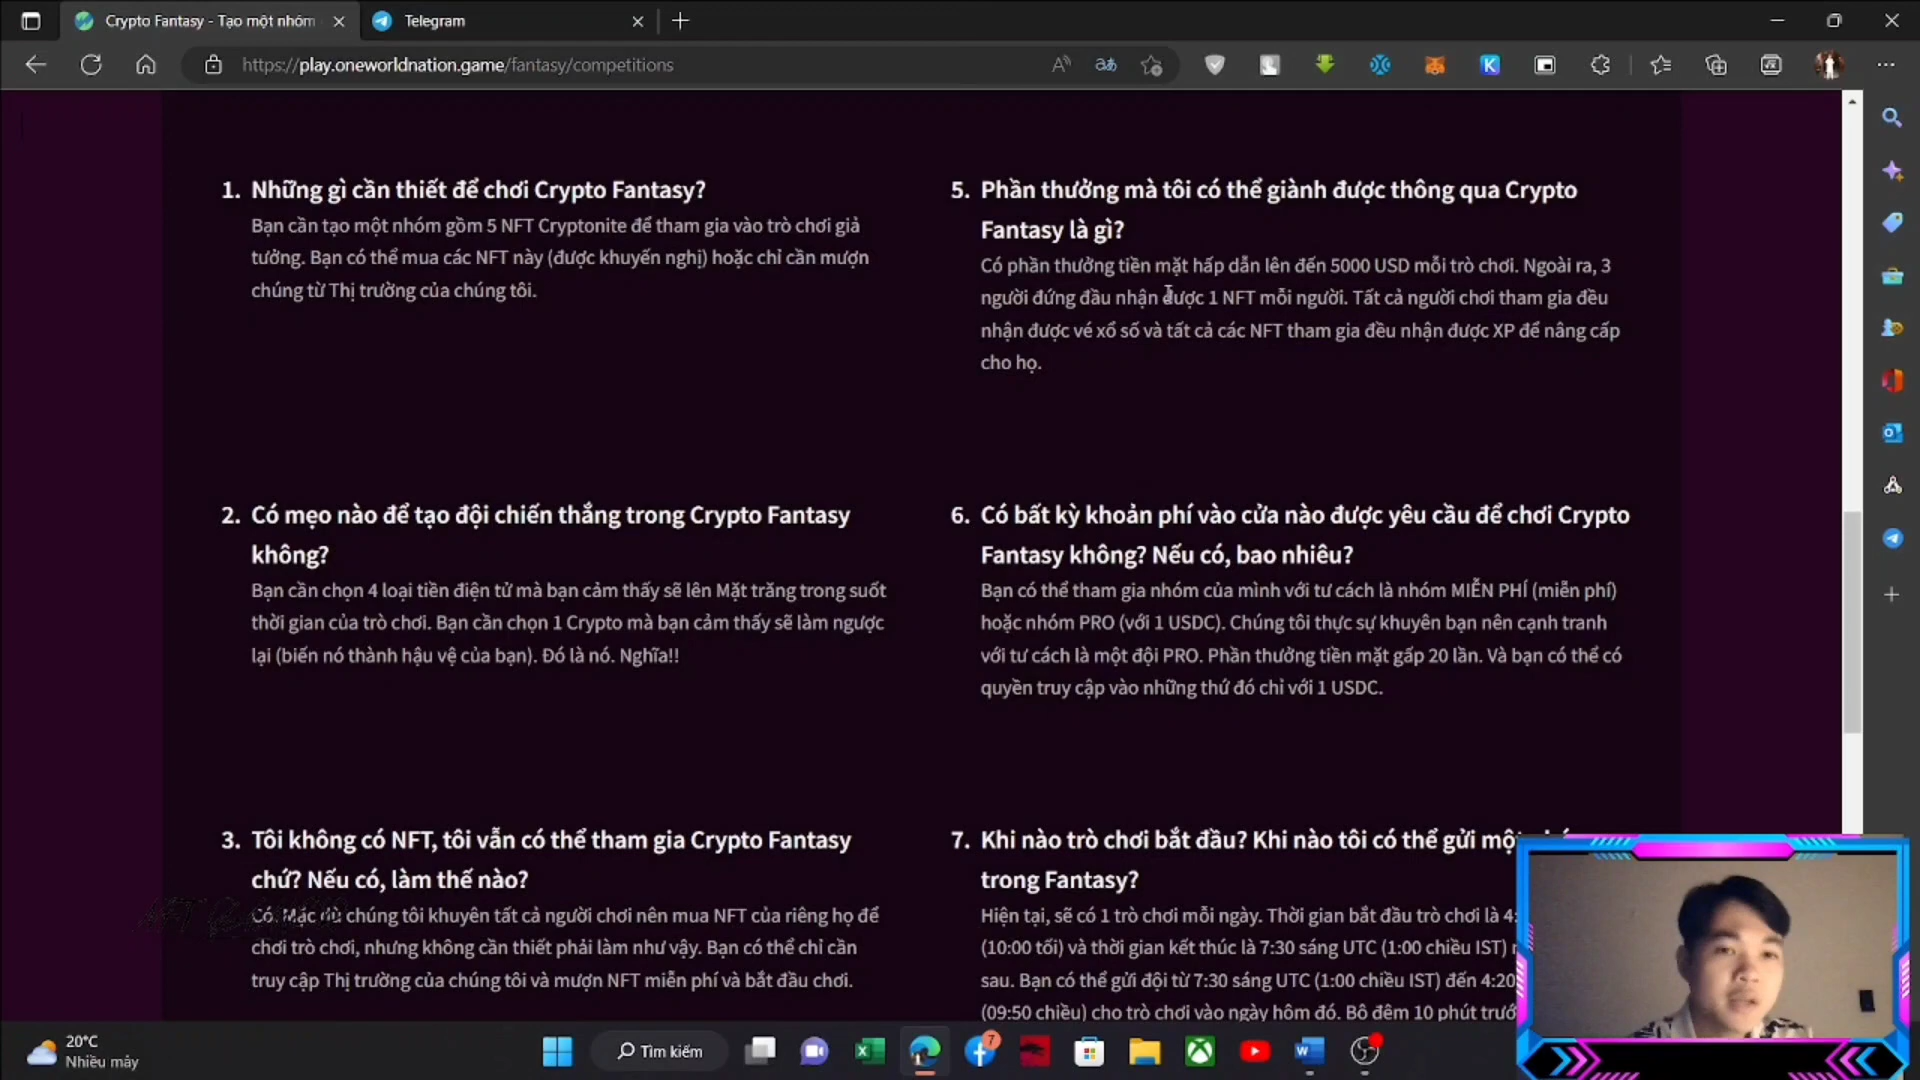 Crypto Fantasy - Tạo một nhóm
Telegram
https://play.oneworldnation.game/fantasy/competitions
1. Những gì cần thiết để chơi Crypto Fantasy?
Bạn cần tạo một nhóm gồm 5 NFT Cryptonite để tham gia vào trò chơi giả
tưởng. Bạn có thể mua các NFT này (được khuyến nghị) hoặc chỉ cần mượn
chúng từ Thị trường của chúng tôi.
2. Có mẹo nào để tạo đội chiến thắng trong Crypto Fantasy
không?
Bạn cần chọn 4 loại tiền điện tử mà bạn cảm thấy sẽ lên Mặt trăng trong suốt
thời gian của trò chơi. Bạn cần chọn 1 Crypto mà bạn cảm thấy sẽ làm ngược
lại (biến nó thành hậu vệ của bạn). Đó là nó. Nghĩa!!
3. Tôi không có NFT, tôi vẫn có thể tham gia Crypto Fantasy
chứ? Nếu có, làm thế nào?
Có. Mặc dù chúng tôi khuyên tất cả người chơi nên mua NFT của riêng họ để
chơi trò chơi, nhưng không cần thiết phải làm như vậy. Bạn có thể chỉ cần
truy cập Thị trường của chúng tôi và mượn NFT miễn phí và bắt đầu chơi.
5. Phần thưởng mà tôi có thể giành được thông qua Crypto
Fantasy là gì?
Có phần thưởng tiền mặt hấp dẫn lên đến 5000 USD mỗi trò chơi. Ngoài ra, 3
người đứng đầu nhận được 1 NFT mỗi người. Tất cả người chơi tham gia đều
nhận được vé xổ số và tất cả các NFT tham gia đều nhận được XP để nâng cấp
cho họ.
6. Có bất kỳ khoản phí vào cửa nào được yêu cầu để chơi Crypto
Fantasy không? Nếu có, bao nhiêu?
Bạn có thể tham gia nhóm của mình với tư cách là nhóm MIỄN PHÍ (miễn phí)
hoặc nhóm PRO (với 1 USDC). Chúng tôi thực sự khuyên bạn nên cạnh tranh
với tư cách là một đội PRO. Phần thưởng tiền mặt gấp 20 lần. Và bạn có thể có
quyền truy cập vào những thứ đó chỉ với 1 USDC.
7. Khi nào trò chơi bắt đầu? Khi nào tôi có thể gửi
trong Fantasy?
Hiện tại, sẽ có 1 trò chơi mỗi ngày. Thời gian bắt đầu trò chơi là 4:
(10:00 tối) và thời gian kết thúc là 7:30 sáng UTC (1:00 chiều IST)
sau. Bạn có thể gửi đội từ 7:30 sáng UTC (1:00 chiều IST) đến 4:20
(09:50 chiều) cho trò chơi vào ngày hôm đó. Bộ đệm 10 phút trướ
20°C
Nhiều mây
Tìm kiếm
7